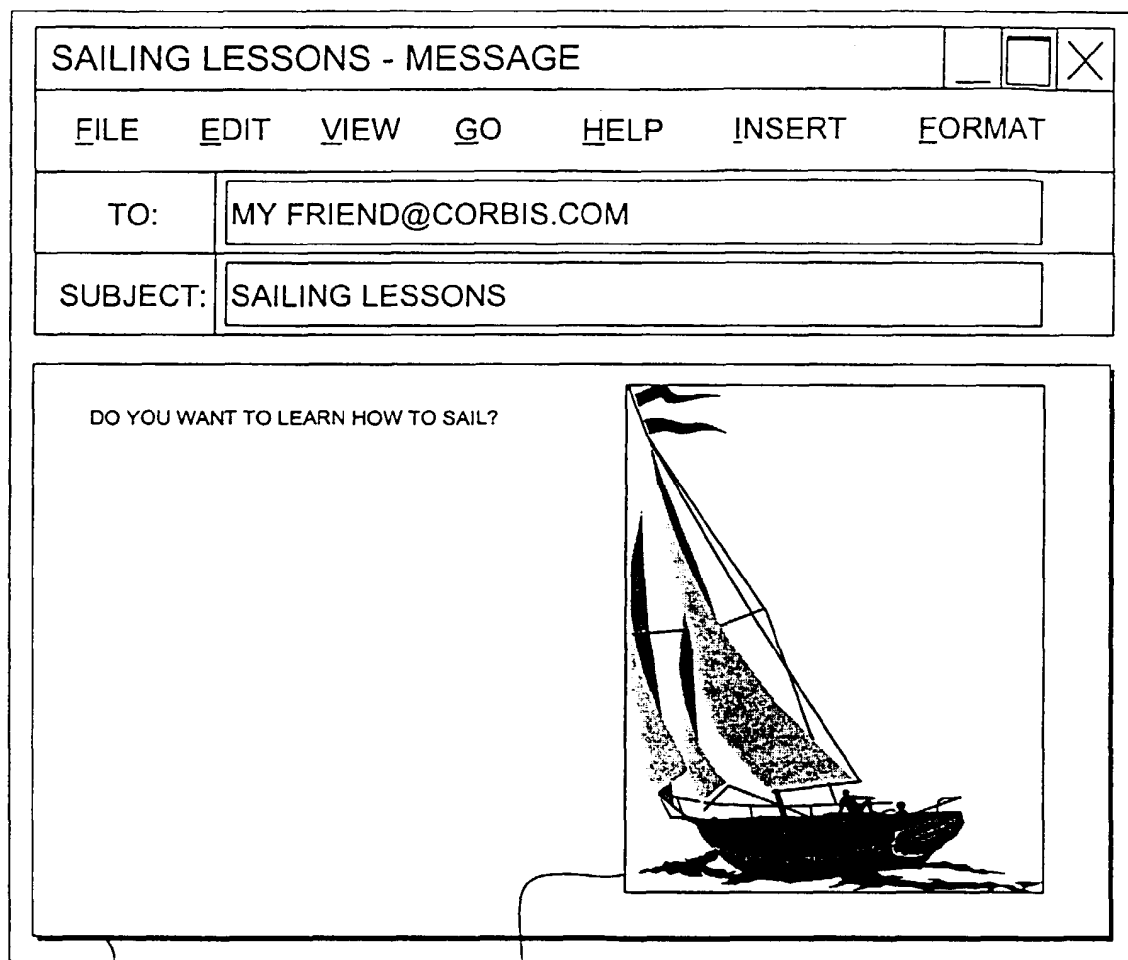 SAILING LESSONS - MESSAGE
FILE EDIT VIEW GO HELP INSERT FORMAT
TO: MY FRIEND@CORBIS.COM
SUBJECT: SAILING LESSONS
DO YOU WANT TO LEARN HOW TO SAIL?